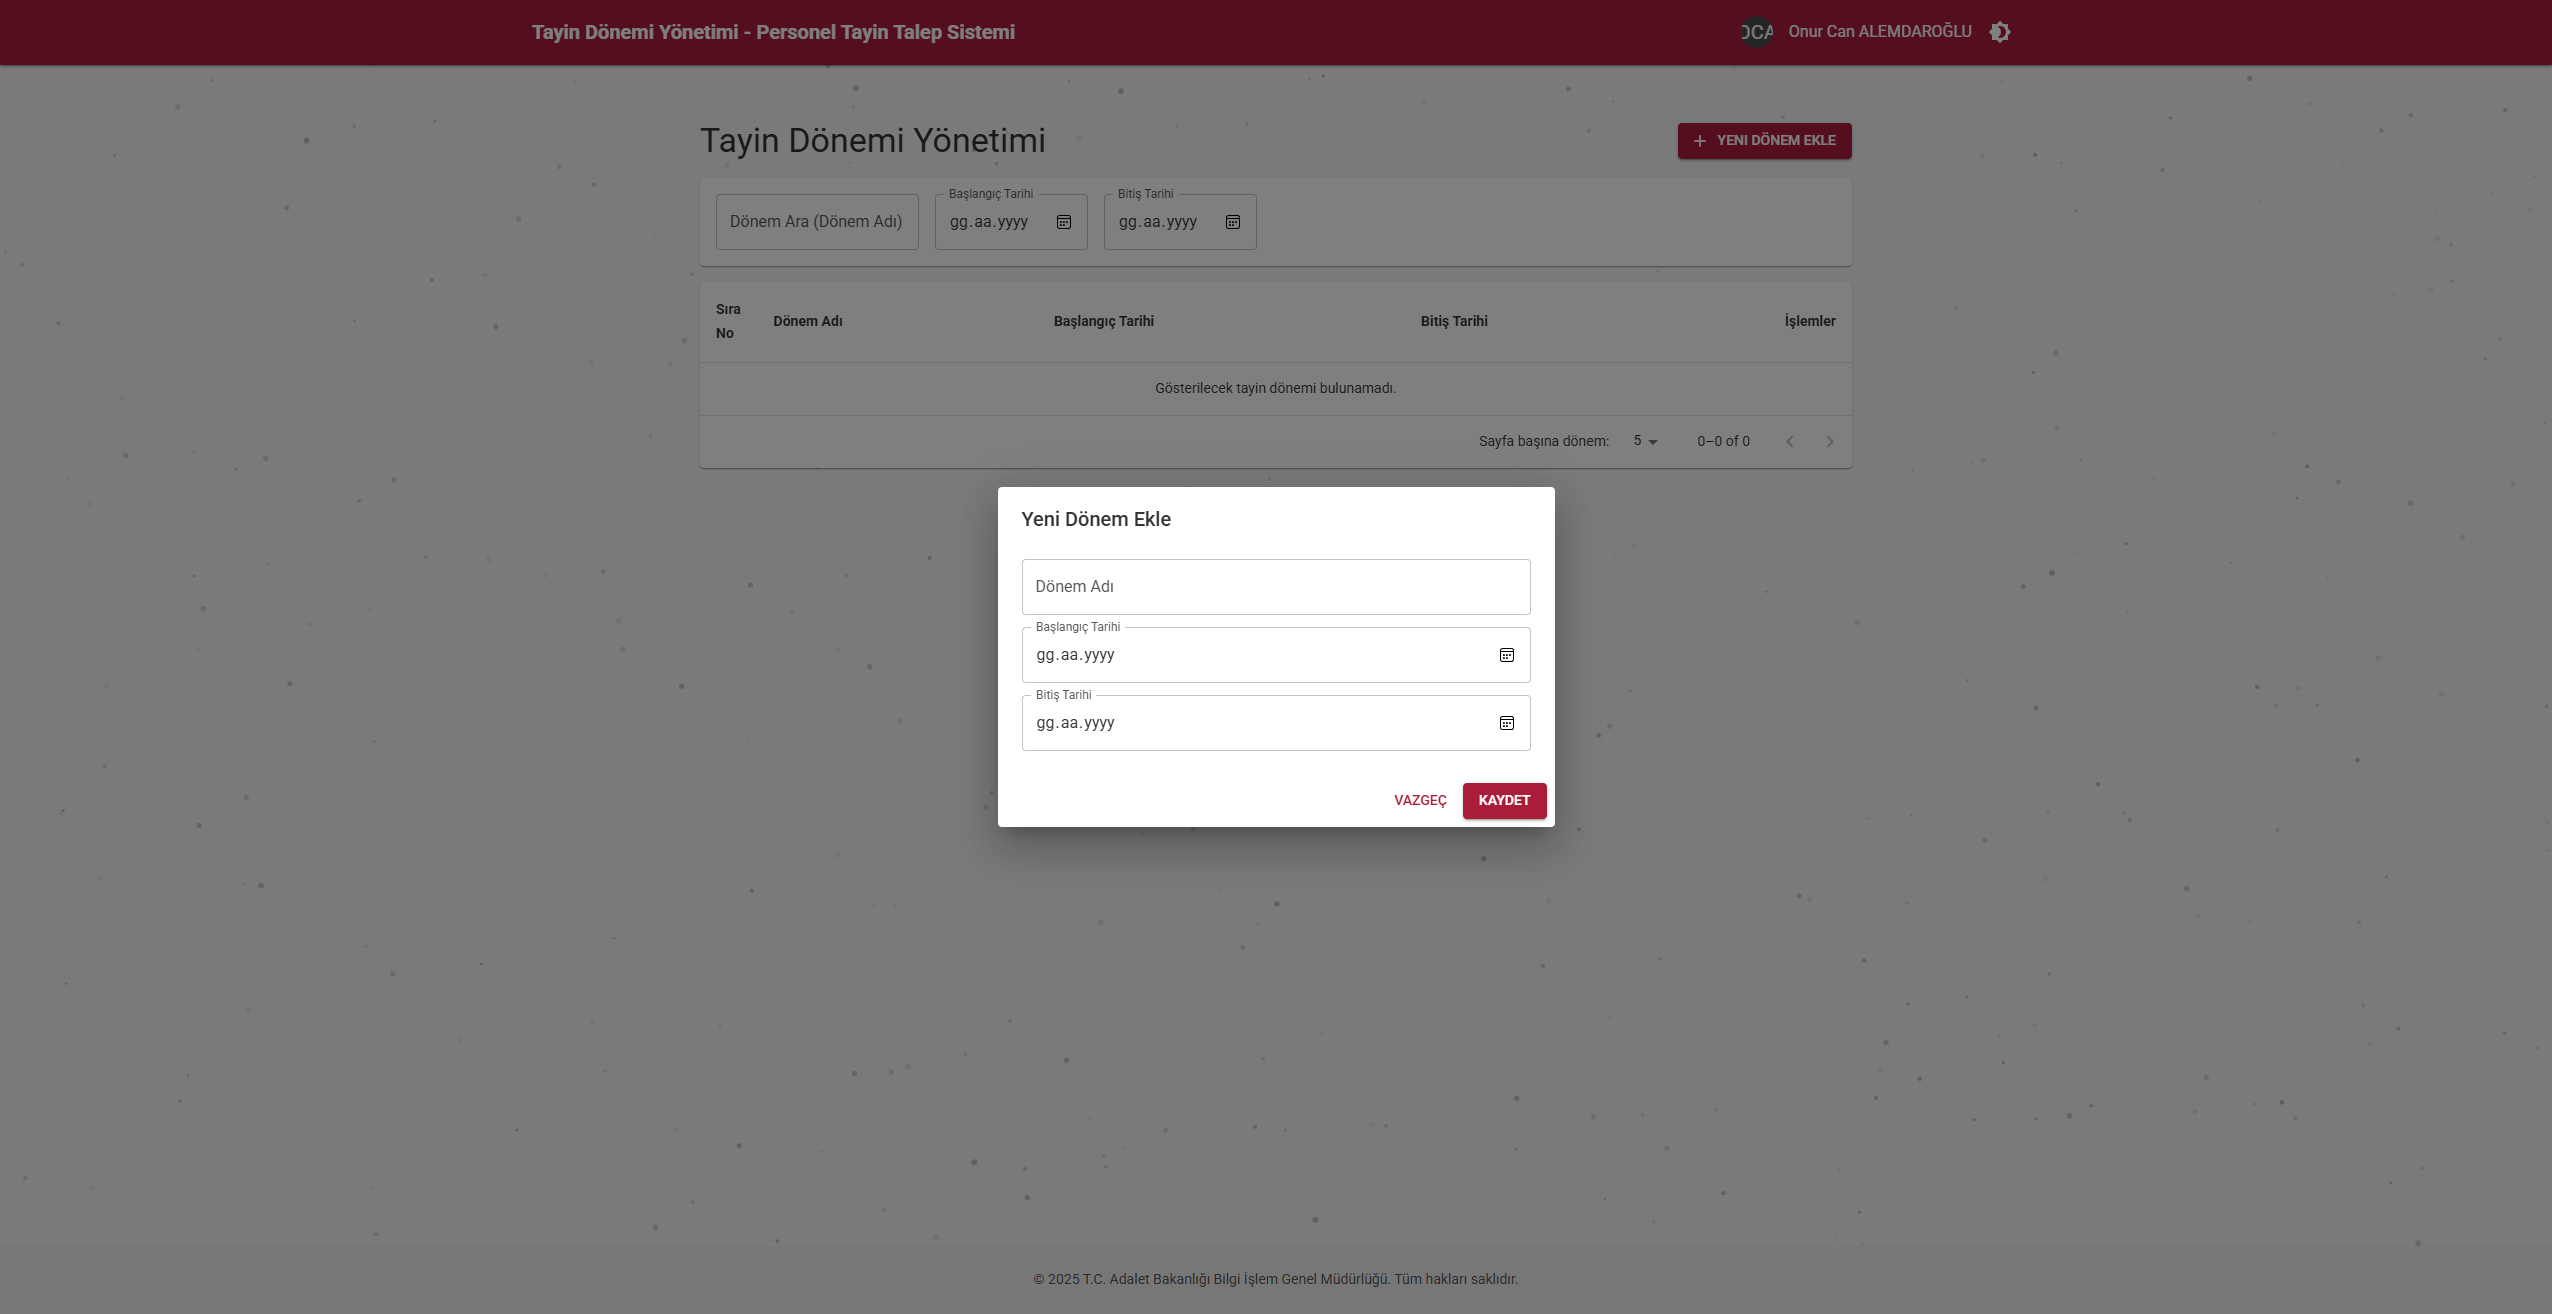 Tayin Dönemi Yönetimi - Personel Tayin Talep Sistemi
OCA
Onur Can ALEMDAROĞLU
Tayin Dönemi Yönetimi
YENİ DÖNEM EKLE
Dönem Ara (Dönem Adı)
Başlangıç Tarihi
gg.aa.yyyy
Bitiş Tarihi
gg.aa.yyyy
Sıra
No
Dönem Adı
Başlangıç Tarihi
Bitiş Tarihi
İşlemler
Gösterilecek tayin dönemi bulunamadı.
Sayfa başına dönem: 5 0–0 of 0
Yeni Dönem Ekle
Dönem Adı
Başlangıç Tarihi
gg.aa.yyyy
Bitiş Tarihi
gg.aa.yyyy
VAZGEÇ KAYDET
© 2025 T.C. Adalet Bakanlığı Bilgi İşlem Genel Müdürlüğü. Tüm hakları saklıdır.